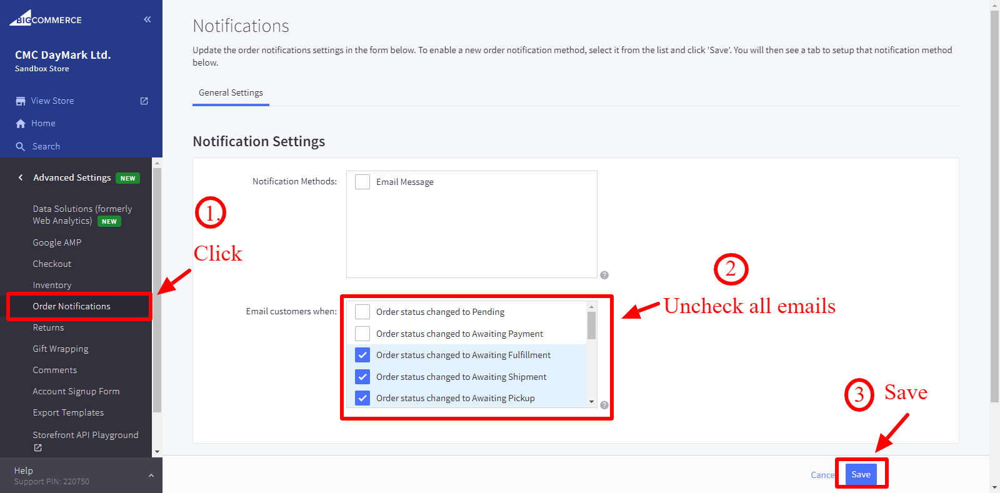 BIGCOMMERCE
CMC DayMark Ltd.
Sandbox Store
View Store
Home
Search
Advanced Settings NEW
Data Solutions (formerly
Web Analytics) NEW
Google AMP
Checkout
Inventory
Order Notifications
Returns
Gift Wrapping
Comments
Account Signup Form
Export Templates
Storefront API Playground
Help
Support PIN: 220750
Notifications
Update the order notifications settings in the form below. To enable a new order notification method, select it from the list and click 'Save'. You will then see a tab to setup that notification method
below.
General Settings
Notification Settings
Notification Methods:
Email Message
?
1.
Click
Email customers when:
Order status changed to Pending
Order status changed to Awaiting Payment
Order status changed to Awaiting Fulfillment
Order status changed to Awaiting Shipment
Order status changed to Awaiting Pickup
?
2
Uncheck all emails
3 Save
Cance
Save